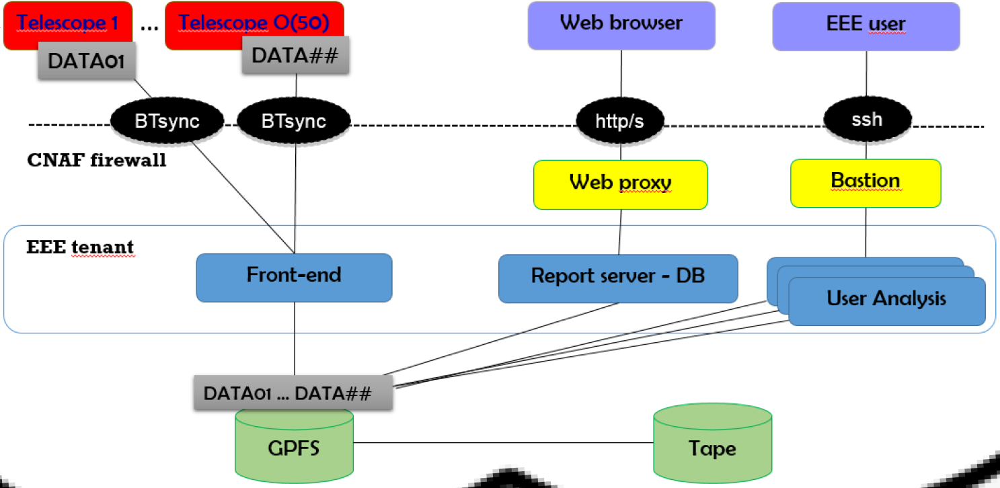 Telescope 1 ... Telescope O(50) Web browser EEE user
DATA01 DATA##
BTsync BTsync http/s ssh
CNAF firewall
Web proxy Bastion
EEE tenant
Front-end Report server - DB User Analysis
DATA01 ... DATA##
GPFS Tape